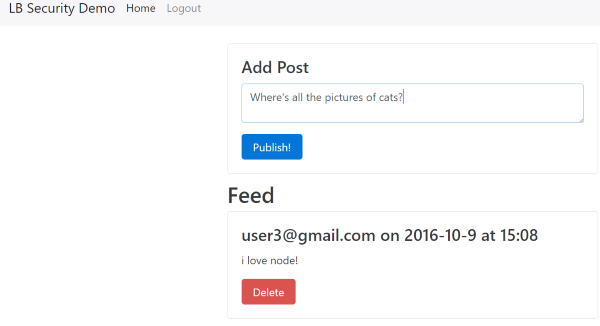 LB Security Demo Home Logout
Add Post
Where's all the pictures of cats?
Publish!
Feed
user3@gmail.com on 2016-10-9 at 15:08
i love node!
Delete